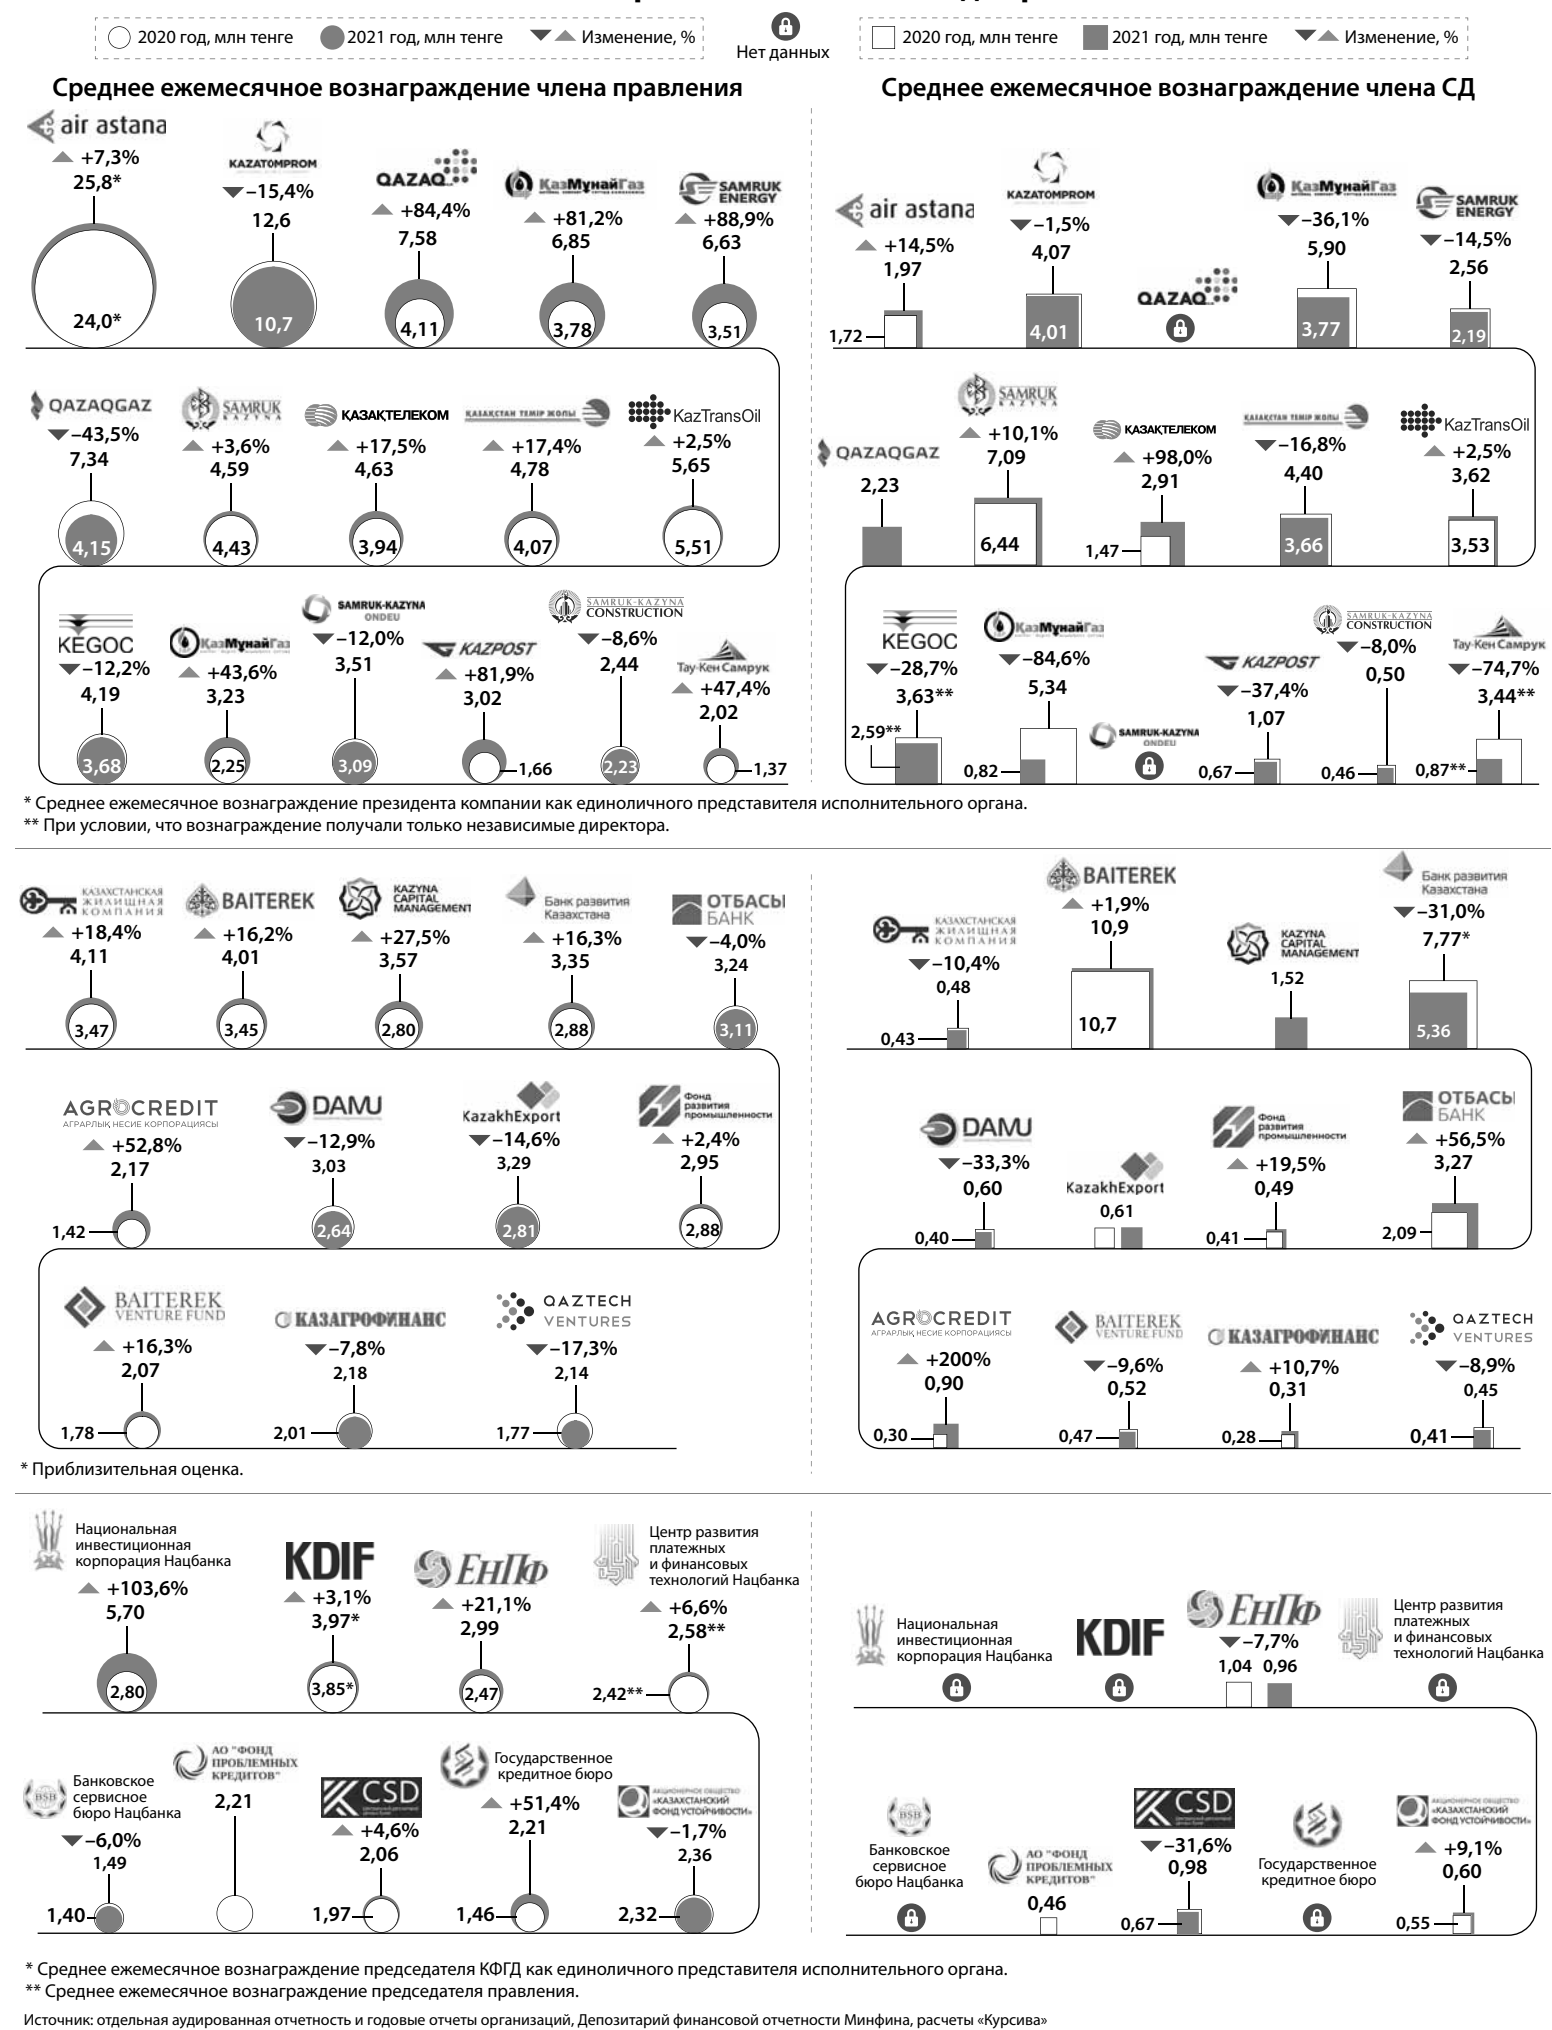 2020 год, млн тенге
2021 год, млн тенге
Изменение, %
Нет данных
2020 год, млн тенге
2021 год, млн тенге
Изменение, %
Среднее ежемесячное вознаграждение члена правления
air astana
+7,3%
25,8*
24,0*
KAZATOMPROM
–15,4%
12,6
10,7
QAZAQ
+84,4%
7,58
4,11
ҚазМұнайГаз
+81,2%
6,85
3,78
SAMRUK
ENERGY
+88,9%
6,63
3,51
QAZAQGAZ
–43,5%
7,34
4,15
SAMRUK
KAZYNA
+3,6%
4,59
4,43
ҚАЗАҚТЕЛЕКОМ
+17,5%
4,63
3,94
ҚАЗАҚСТАН ТЕМІР ЖОЛЫ
+17,4%
4,78
4,07
KazTransOil
+2,5%
5,65
5,51
KEGOC
–12,2%
4,19
3,68
ҚазМұнайГаз
+43,6%
3,23
2,25
SAMRUK-KAZYNA
ONDEU
–12,0%
3,51
3,09
KAZPOST
+81,9%
3,02
1,66
SAMRUK-KAZYNA
CONSTRUCTION
–8,6%
2,44
2,23
Тау-Кен Самрук
+47,4%
2,02
1,37
Среднее ежемесячное вознаграждение члена СД
air astana
+14,5%
1,97
1,72
KAZATOMPROM
–1,5%
4,07
4,01
QAZAQ
ҚазМұнайГаз
–36,1%
5,90
3,77
SAMRUK
ENERGY
–14,5%
2,56
2,19
QAZAQGAZ
2,23
SAMRUK
KAZYNA
+10,1%
7,09
6,44
ҚАЗАҚТЕЛЕКОМ
+98,0%
2,91
1,47
ҚАЗАҚСТАН ТЕМІР ЖОЛЫ
–16,8%
4,40
3,66
KazTransOil
+2,5%
3,62
3,53
KEGOC
–28,7%
3,63**
2,59**
ҚазМұнайГаз
–84,6%
5,34
0,82
SAMRUK-KAZYNA
ONDEU
KAZPOST
–37,4%
1,07
0,67
SAMRUK-KAZYNA
CONSTRUCTION
–8,0%
0,50
0,46
Тау-Кен Самрук
–74,7%
3,44**
0,87**
* Среднее ежемесячное вознаграждение президента компании как единоличного представителя исполнительного органа.
** При условии, что вознаграждение получали только независимые директора.
КАЗАХСТАНСКАЯ
ЖИЛИЩНАЯ
КОМПАНИЯ
+18,4%
4,11
3,47
BAITEREK
+16,2%
4,01
3,45
KAZYNA
CAPITAL
MANAGEMENT
+27,5%
3,57
2,80
Банк развития
Казахстана
+16,3%
3,35
2,88
ОТБАСЫ
БАНК
–4,0%
3,24
3,11
AGROCREDIT
АГРАРЛЫҚ НЕСИЕ КОРПОРАЦИЯСЫ
+52,8%
2,17
1,42
DAMU
–12,9%
3,03
2,64
KazakhExport
–14,6%
3,29
2,81
Фонд
развития
промышленности
+2,4%
2,95
2,88
BAITEREK
VENTURE FUND
+16,3%
2,07
1,78
КАЗАГРОФИНАНС
–7,8%
2,18
2,01
QAZTECH
VENTURES
–17,3%
2,14
1,77
* Приблизительная оценка.
КАЗАХСТАНСКАЯ
ЖИЛИЩНАЯ
КОМПАНИЯ
–10,4%
0,48
0,43
BAITEREK
+1,9%
10,9
10,7
KAZYNA
CAPITAL
MANAGEMENT
1,52
Банк развития
Казахстана
–31,0%
7,77*
5,36
DAMU
–33,3%
0,60
0,40
KazakhExport
0,61
Фонд
развития
промышленности
+19,5%
0,49
0,41
ОТБАСЫ
БАНК
+56,5%
3,27
2,09
AGROCREDIT
АГРАРЛЫҚ НЕСИЕ КОРПОРАЦИЯСЫ
+200%
0,90
0,30
BAITEREK
VENTURE FUND
–9,6%
0,52
0,47
КАЗАГРОФИНАНС
+10,7%
0,31
0,28
QAZTECH
VENTURES
–8,9%
0,45
0,41
Национальная
инвестиционная
корпорация Нацбанка
+103,6%
5,70
2,80
KDIF
+3,1%
3,97*
3,85*
ЕНПФ
+21,1%
2,99
2,47
Центр развития
платежных
и финансовых
технологий Нацбанка
+6,6%
2,58**
2,42**
BSB
Банковское
сервисное
бюро Нацбанка
–6,0%
1,49
1,40
АО "ФОНД
ПРОБЛЕМНЫХ
КРЕДИТОВ"
2,21
CSD
+4,6%
2,06
1,97
Государственное
кредитное бюро
+51,4%
2,21
1,46
АКЦИОНЕРНОЕ ОБЩЕСТВО
«КАЗАХСТАНСКИЙ
ФОНД УСТОЙЧИВОСТИ»
–1,7%
2,36
2,32
Национальная
инвестиционная
корпорация Нацбанка
KDIF
ЕНПФ
–7,7%
1,04 0,96
Центр развития
платежных
и финансовых
технологий Нацбанка
BSB
Банковское
сервисное
бюро Нацбанка
АО "ФОНД
ПРОБЛЕМНЫХ
КРЕДИТОВ"
0,46
CSD
–31,6%
0,98
0,67
Государственное
кредитное бюро
АКЦИОНЕРНОЕ ОБЩЕСТВО
«КАЗАХСТАНСКИЙ
ФОНД УСТОЙЧИВОСТИ»
+9,1%
0,60
0,55
* Среднее ежемесячное вознаграждение председателя КФГД как единоличного представителя исполнительного органа.
** Среднее ежемесячное вознаграждение председателя правления.
Источник: отдельная аудированная отчетность и годовые отчеты организаций, Депозитарий финансовой отчетности Минфина, расчеты «Курсива»